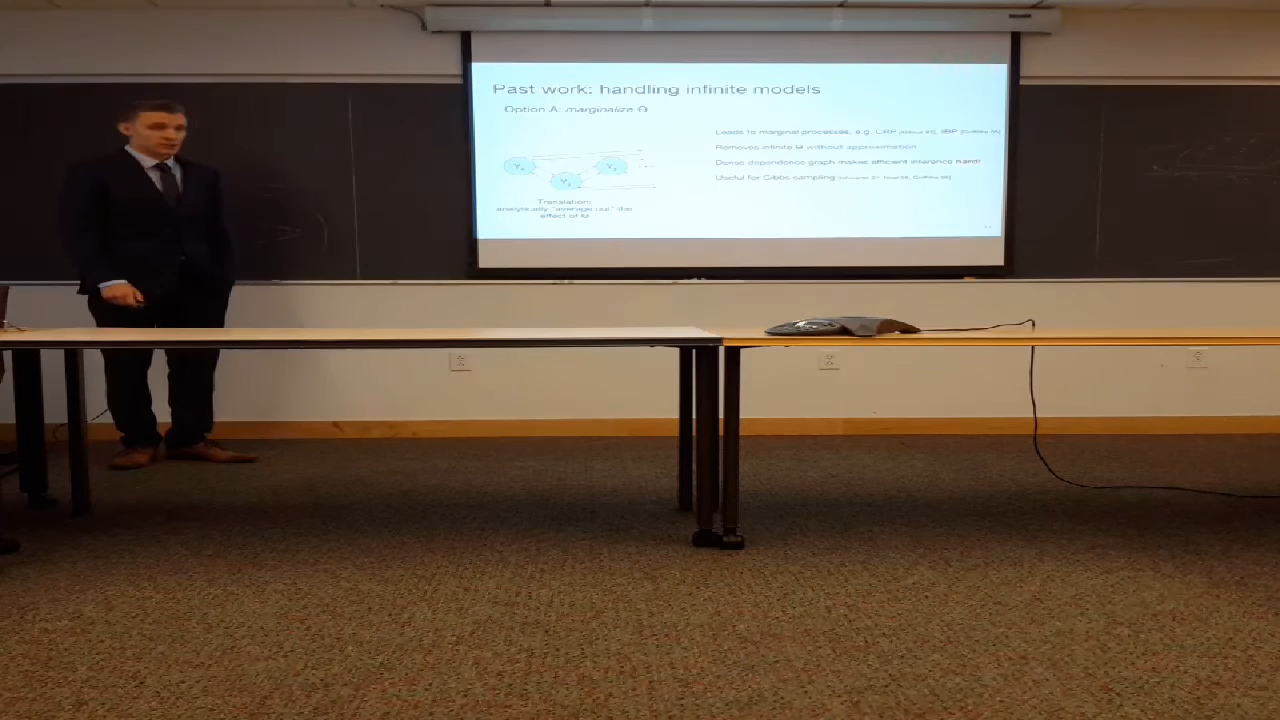 Past work: handling infinite models
Option A: marginalize Θ
Leads to marginal processes, e.g. CRP IBP
Removes infinite Θ without approximation
Dense dependence graph makes efficient inference hard!
Useful for Gibbs sampling
Translation:
analytically "average out" the
effect of Θ